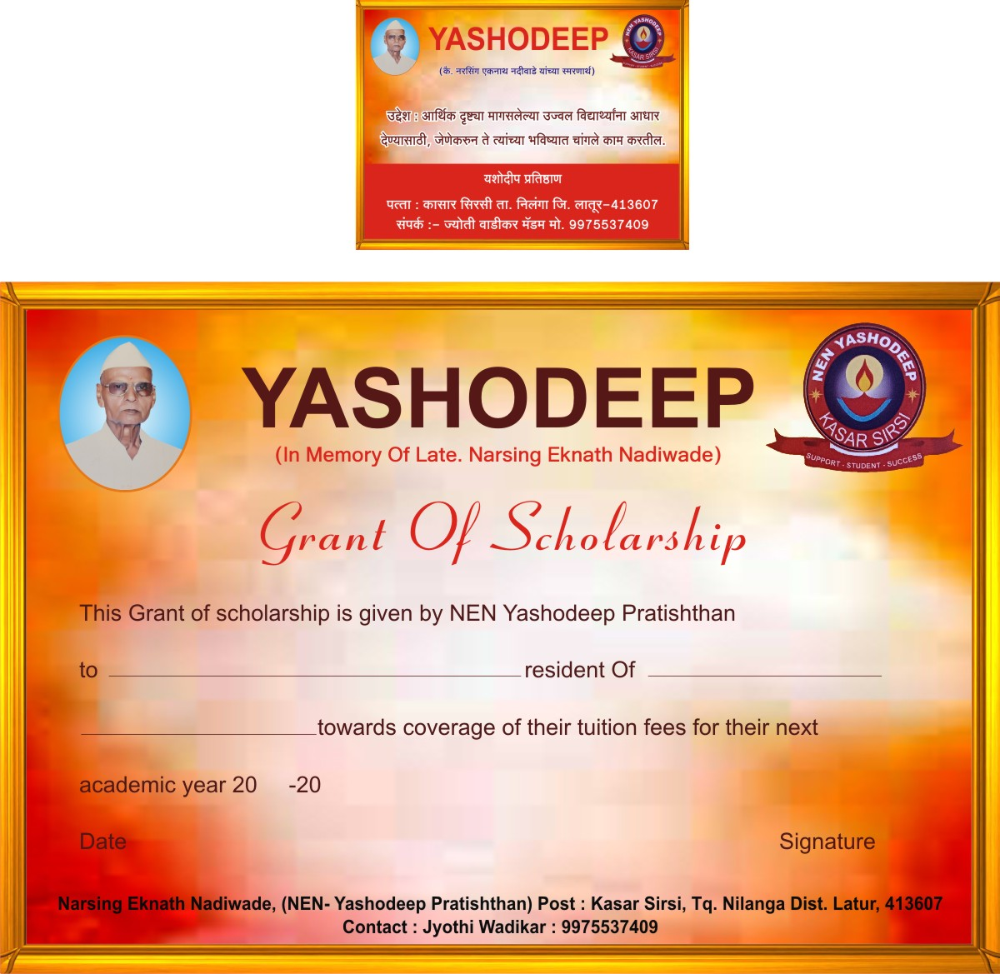 YASHODEEP
NEN YASHODEEP
KASAR SIRSI
SUPPORT - STUDENT - SUCCESS
(कै. नरसिंग एकनाथ नदीवाडे यांच्या स्मरणार्थ)
उद्देश : आर्थिक दृष्ट्या मागसलेल्या उज्वल विद्यार्थ्यांना आधार
देण्यासाठी, जेणेकरुन ते त्यांच्या भविष्यात चांगले काम करतील.
यशोदीप प्रतिष्ठाण
पत्ता : कासार सिरसी ता. निलंगा जि. लातूर-413607
संपर्क :- ज्योती वाडीकर मॅडम मो. 9975537409
YASHODEEP
NEN YASHODEEP
KASAR SIRSI
SUPPORT - STUDENT - SUCCESS
(In Memory Of Late. Narsing Eknath Nadiwade)
Grant Of Scholarship
This Grant of scholarship is given by NEN Yashodeep Pratishthan
to resident Of
towards coverage of their tuition fees for their next
academic year 20 -20
Date Signature
Narsing Eknath Nadiwade, (NEN- Yashodeep Pratishthan) Post : Kasar Sirsi, Tq. Nilanga Dist. Latur, 413607
Contact : Jyothi Wadikar : 9975537409